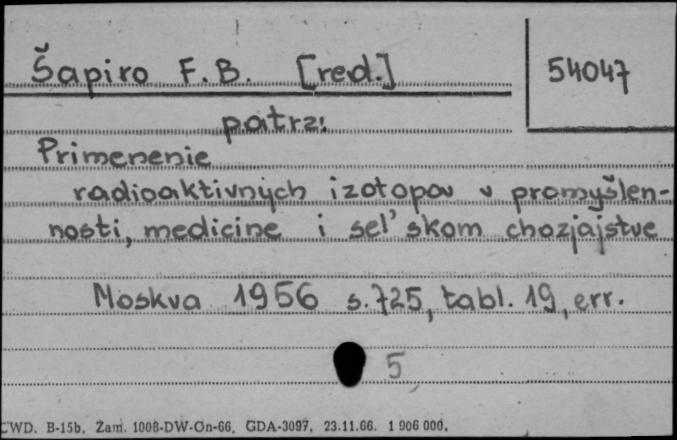 Šapiro F.B. [red.]
54047
patrz:
Primenenie
radioaktivnych izotopov v promyšlen-
nosti, medicine i sel'skom chozjajstve
Moskva 1956 s.725, tabl. 19, err.
5
CWD. B-15b. Zam. 1008-DW-On-66. GDA-3097. 23.11.66. 1 906 000.